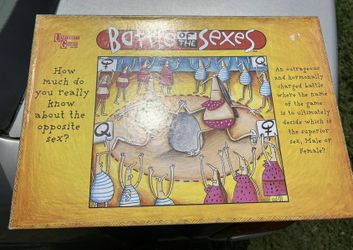 University
Games
Battle OF THE Sexes
How
much do
you really
know
about the
opposite
sex?
An outrageous
and hormonally
charged battle
where the name
of the game
is to ultimately
decide which is
the superior
sex, Male or
Female?